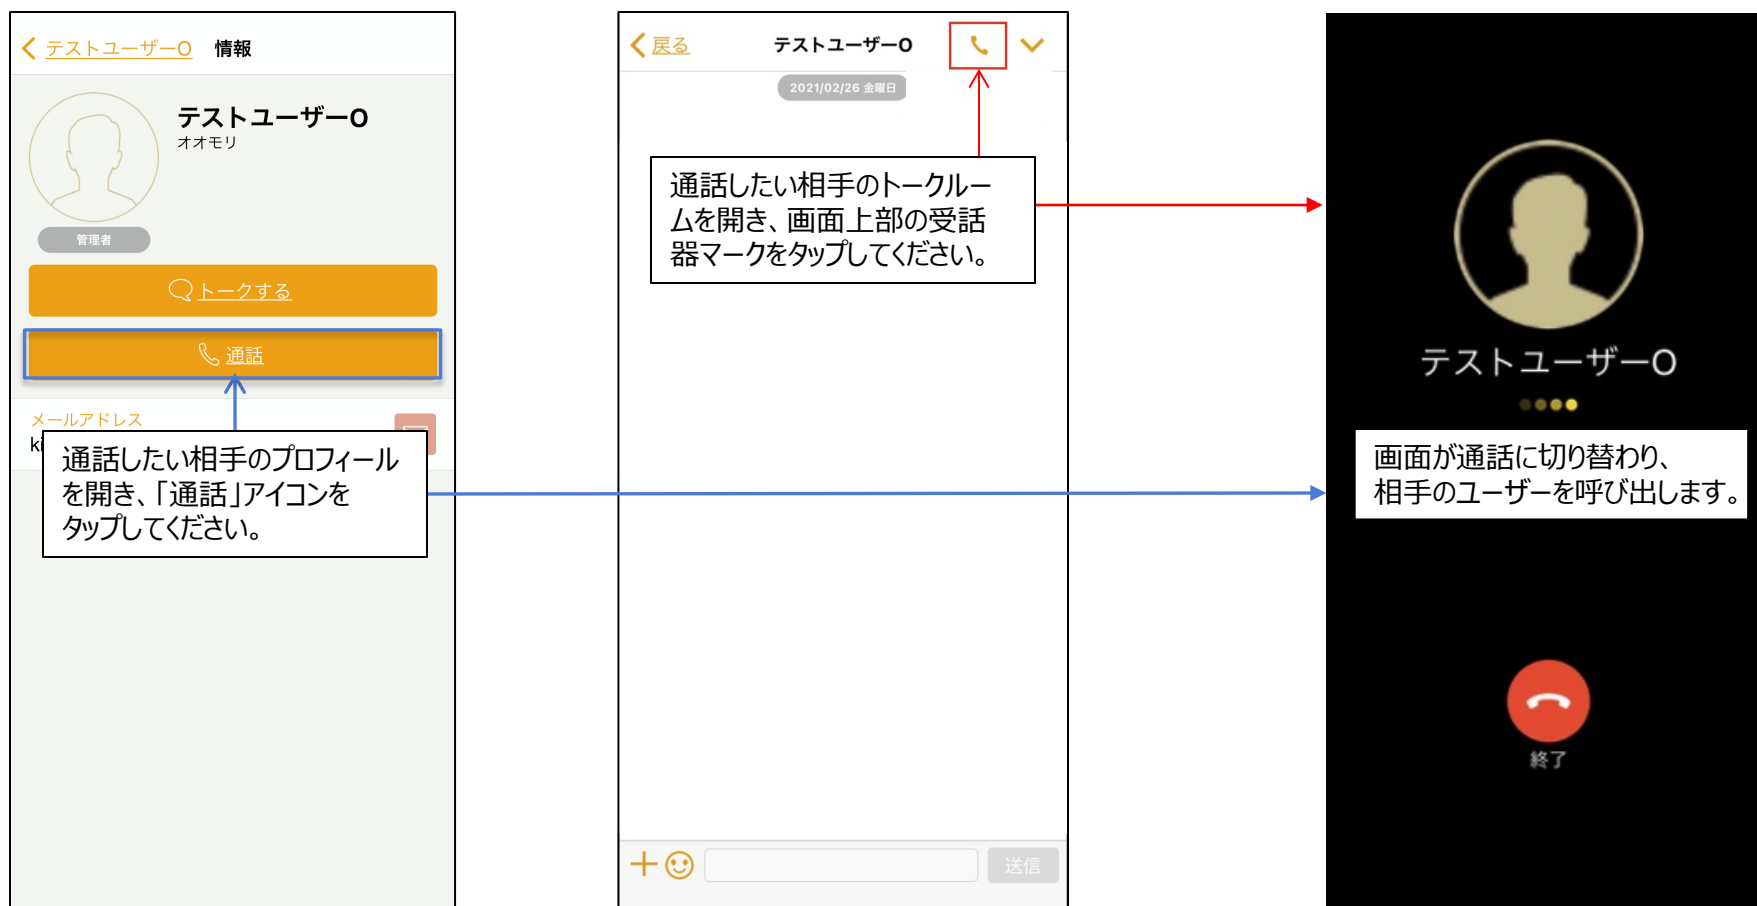 テストユーザーO 情報
テストユーザーO
オオモリ
管理者
トークする
通話
メールアドレス
通話したい相手のプロフィール
を開き、「通話」アイコンを
タップしてください。
戻る テストユーザーO
2021/02/26 金曜日
通話したい相手のトークルー
ムを開き、画面上部の受話
器マークをタップしてください。
送信
テストユーザーO
画面が通話に切り替わり、
相手のユーザーを呼び出します。
終了